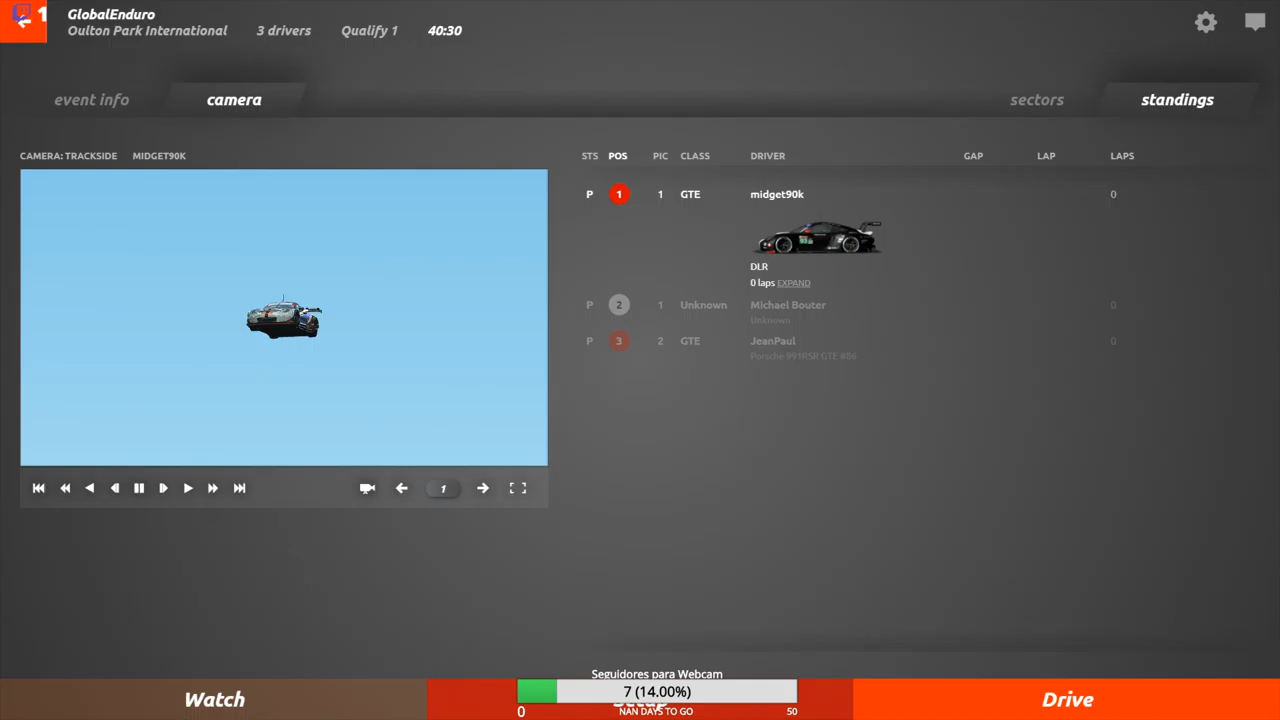 1
GlobalEnduro
Oulton Park International 3 drivers Qualify 1 40:30
event info camera sectors standings
CAMERA: TRACKSIDE MIDGET90K
STS POS PIC CLASS DRIVER GAP LAP LAPS
P 1 1 GTE midget90k 0
DLR
0 laps EXPAND
P 2 1 Unknown Michael Bouter 0
Unknown
P 3 2 GTE JeanPaul 0
Porsche 991RSR GTE #86
1
Seguidores para Webcam
7 (14.00%)
Watch Setup Drive
0 NAN DAYS TO GO 50